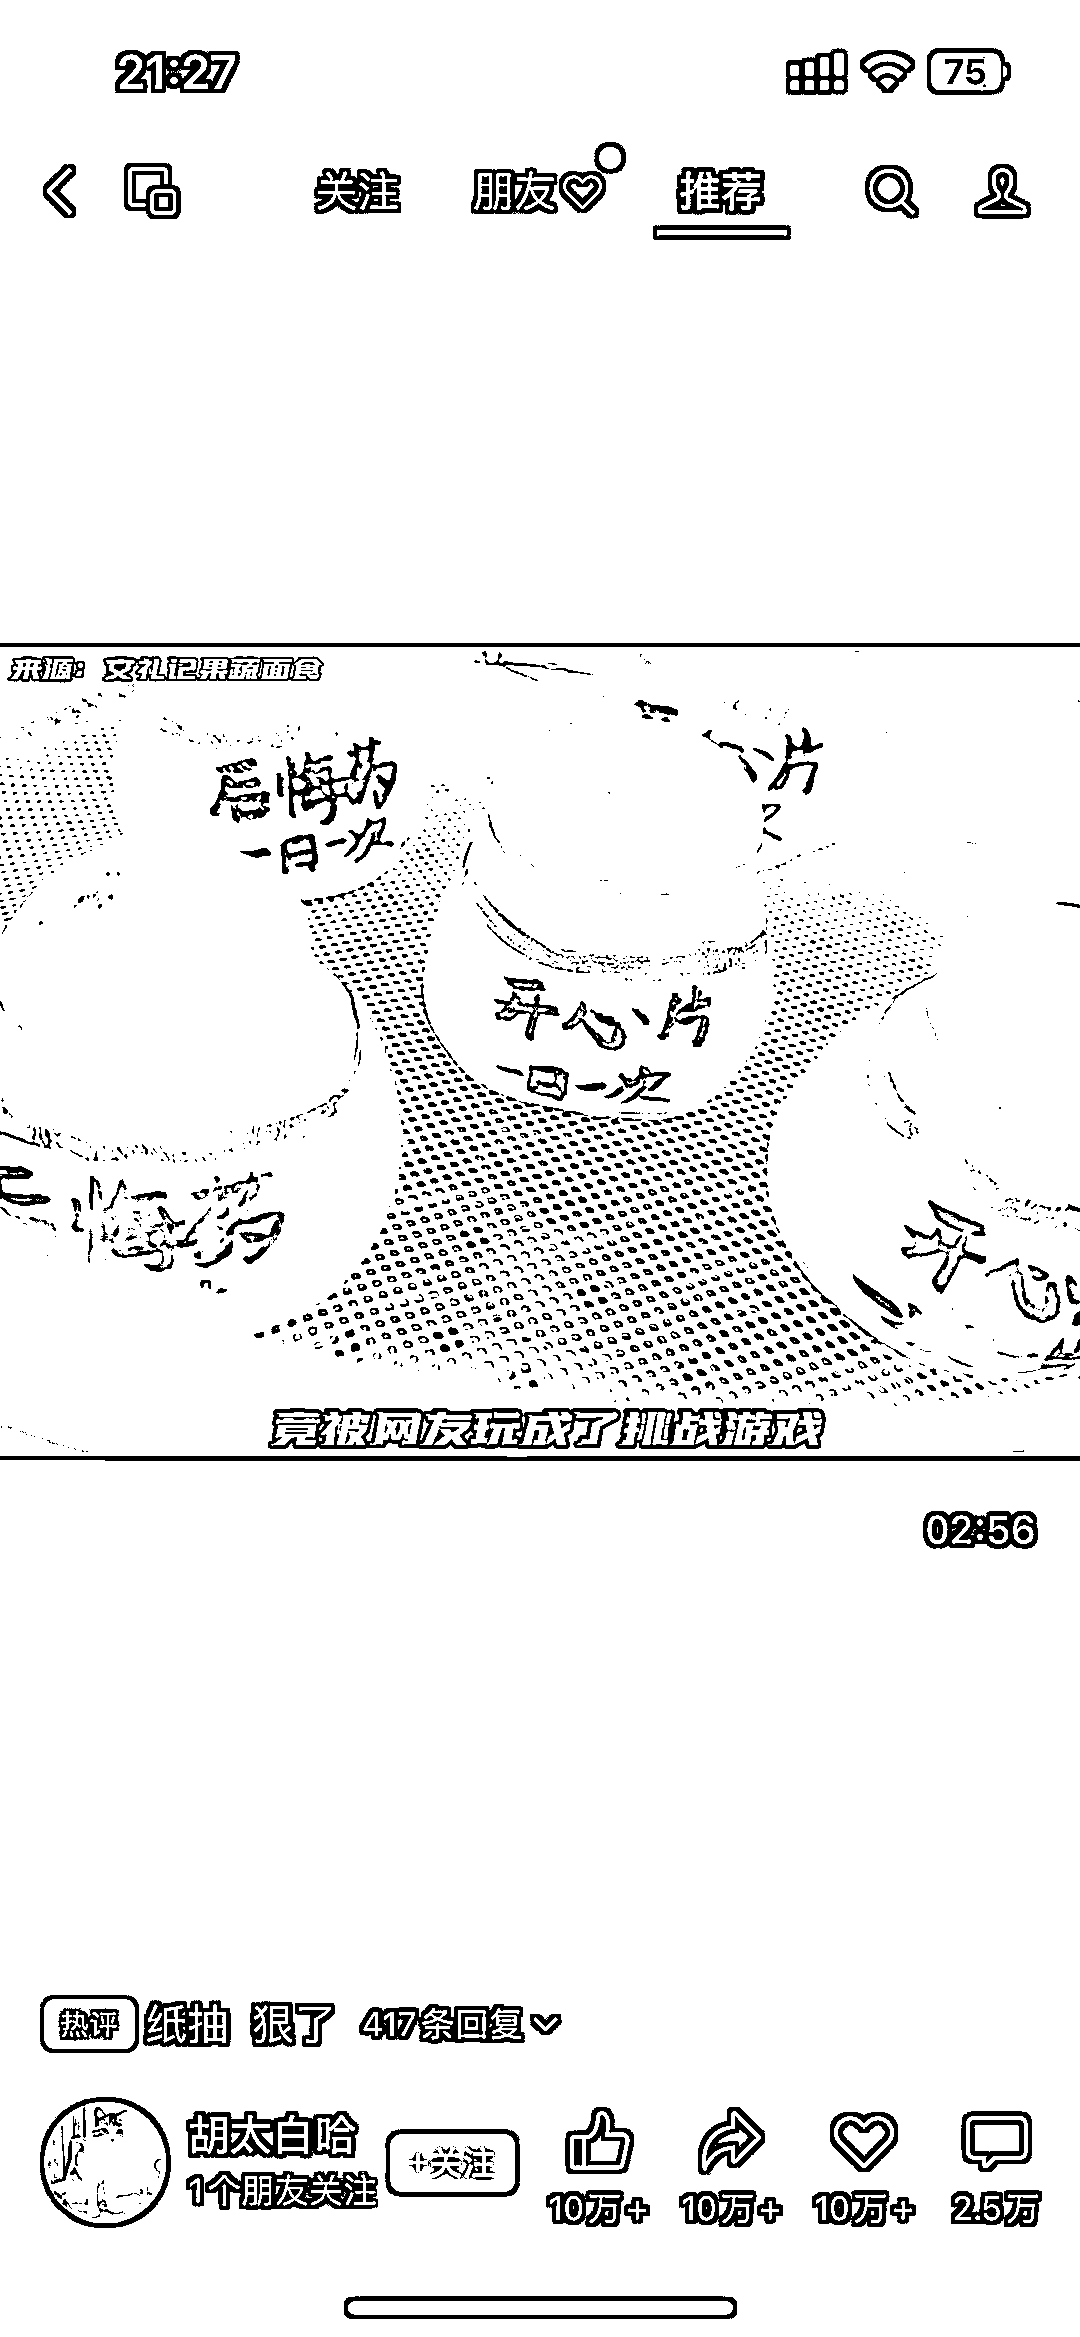 21:27
75
关注 朋友 推荐
来源：文礼记果蔬面食
后悔药
一日一次
片
开心片
一日一次
悔药
开心
竟被网友玩成了挑战游戏
02:56
热评 纸抽 狠了 417条回复
胡太白哈
1个朋友关注
+关注
10万+ 10万+ 10万+ 2.5万